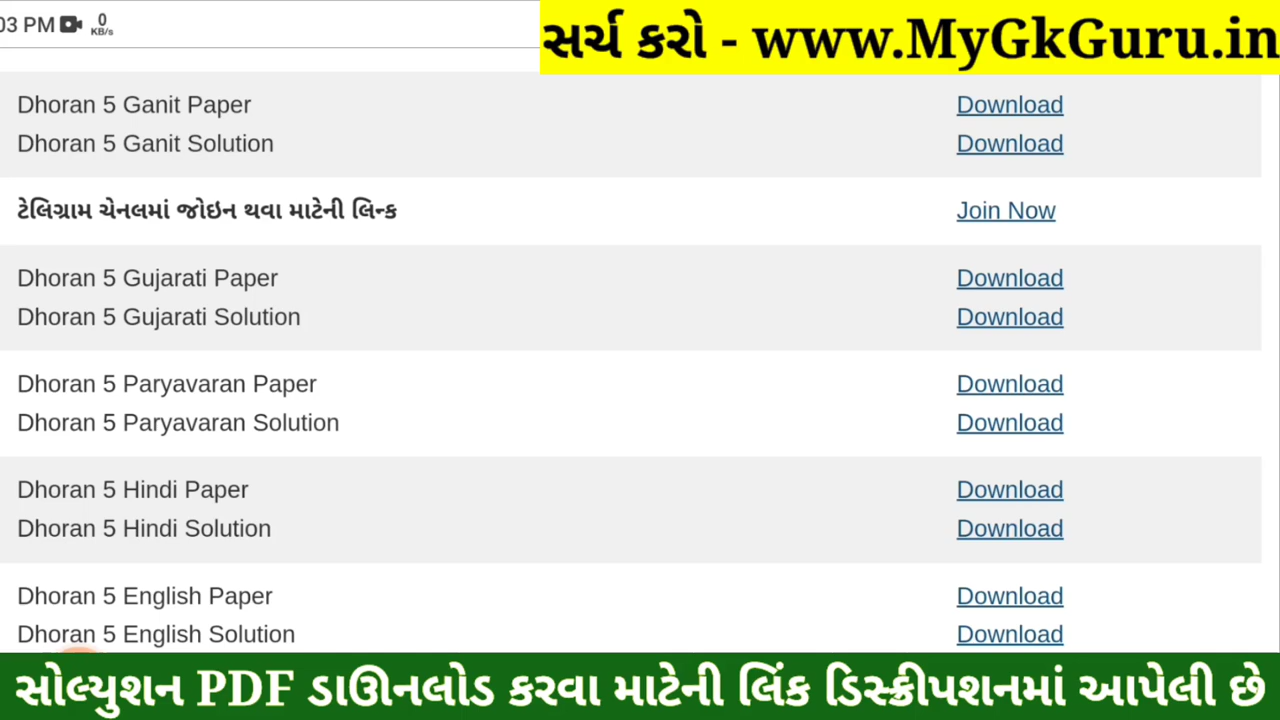 03 PM 0 KB/s
સર્ચ કરો - www.MyGkGuru.in
Dhoran 5 Ganit Paper Download
Dhoran 5 Ganit Solution Download
ટેલિગ્રામ ચેનલમાં જોઇન થવા માટેની લિન્ક Join Now
Dhoran 5 Gujarati Paper Download
Dhoran 5 Gujarati Solution Download
Dhoran 5 Paryavaran Paper Download
Dhoran 5 Paryavaran Solution Download
Dhoran 5 Hindi Paper Download
Dhoran 5 Hindi Solution Download
Dhoran 5 English Paper Download
Dhoran 5 English Solution Download
સોલ્યુશન PDF ડાઊનલોડ કરવા માટેની લિંક ડિસ્ક્રીપશનમાં આપેલી છે